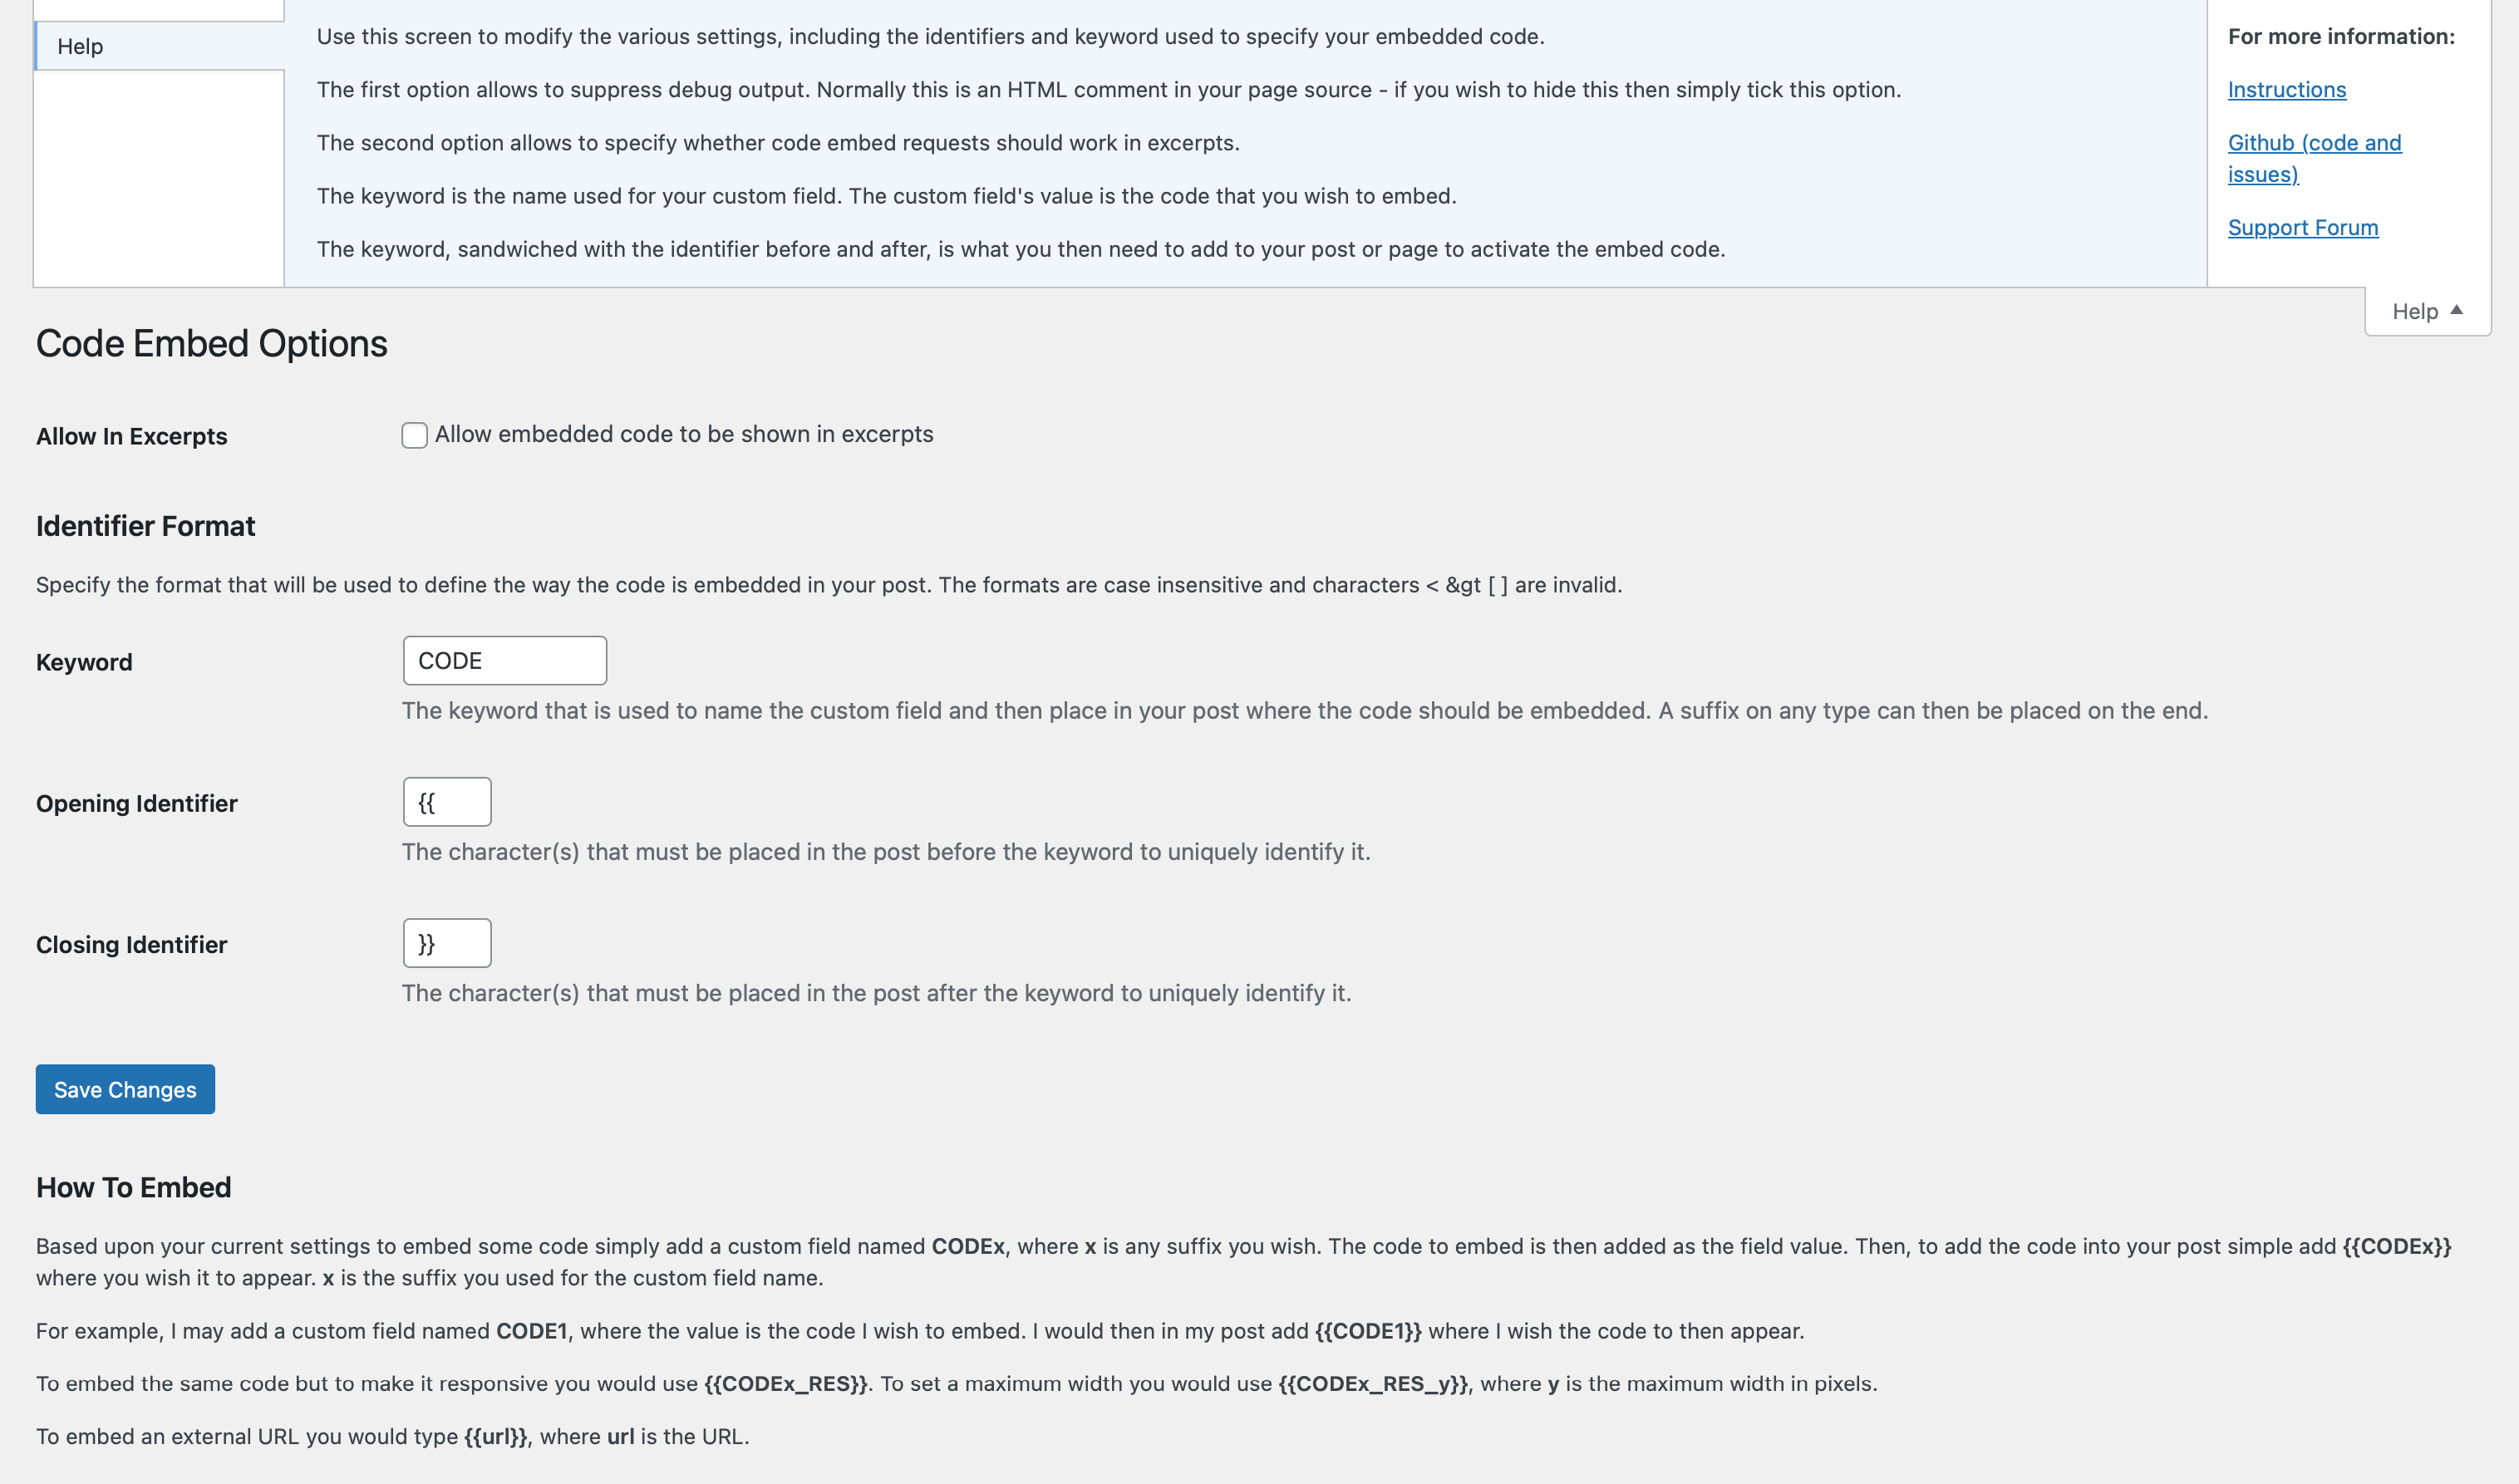 Help
Use this screen to modify the various settings, including the identifiers and keyword used to specify your embedded code.
The first option allows to suppress debug output. Normally this is an HTML comment in your page source - if you wish to hide this then simply tick this option.
The second option allows to specify whether code embed requests should work in excerpts.
The keyword is the name used for your custom field. The custom field's value is the code that you wish to embed.
The keyword, sandwiched with the identifier before and after, is what you then need to add to your post or page to activate the embed code.
For more information:
Instructions
Github (code and
issues)
Support Forum
Help ▲
Code Embed Options
Allow In Excerpts
Allow embedded code to be shown in excerpts
Identifier Format
Specify the format that will be used to define the way the code is embedded in your post. The formats are case insensitive and characters < &gt [ ] are invalid.
Keyword
CODE
The keyword that is used to name the custom field and then place in your post where the code should be embedded. A suffix on any type can then be placed on the end.
Opening Identifier
{{
The character(s) that must be placed in the post before the keyword to uniquely identify it.
Closing Identifier
}}
The character(s) that must be placed in the post after the keyword to uniquely identify it.
Save Changes
How To Embed
Based upon your current settings to embed some code simply add a custom field named CODEx, where x is any suffix you wish. The code to embed is then added as the field value. Then, to add the code into your post simple add {{CODEx}}
where you wish it to appear. x is the suffix you used for the custom field name.
For example, I may add a custom field named CODE1, where the value is the code I wish to embed. I would then in my post add {{CODE1}} where I wish the code to then appear.
To embed the same code but to make it responsive you would use {{CODEx_RES}}. To set a maximum width you would use {{CODEx_RES_y}}, where y is the maximum width in pixels.
To embed an external URL you would type {{url}}, where url is the URL.